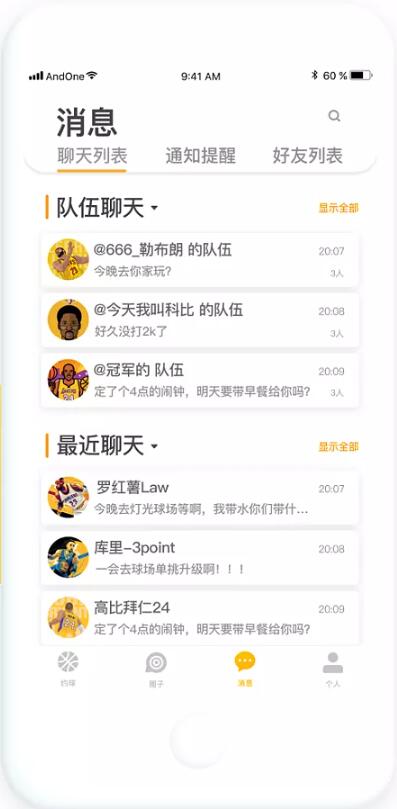 AndOne 9:41 AM 60 %
消息
聊天列表 通知提醒 好友列表
队伍聊天 显示全部
@666_勒布朗 的队伍 20:07
今晚去你家玩? 3人
@今天我叫科比 的队伍 20:08
好久没打2k了 3人
@冠军的 队伍 20:09
定了个4点的闹钟，明天要带早餐给你吗? 3人
最近聊天 显示全部
罗红薯Law 20:07
今晚去灯光球场等啊，我带水你们带什...
库里-3point 20:08
一会去球场单挑升级啊！！！
高比拜仁24 20:09
定了个4点的闹钟，明天要带早餐给你吗?
约球 圈子 消息 个人